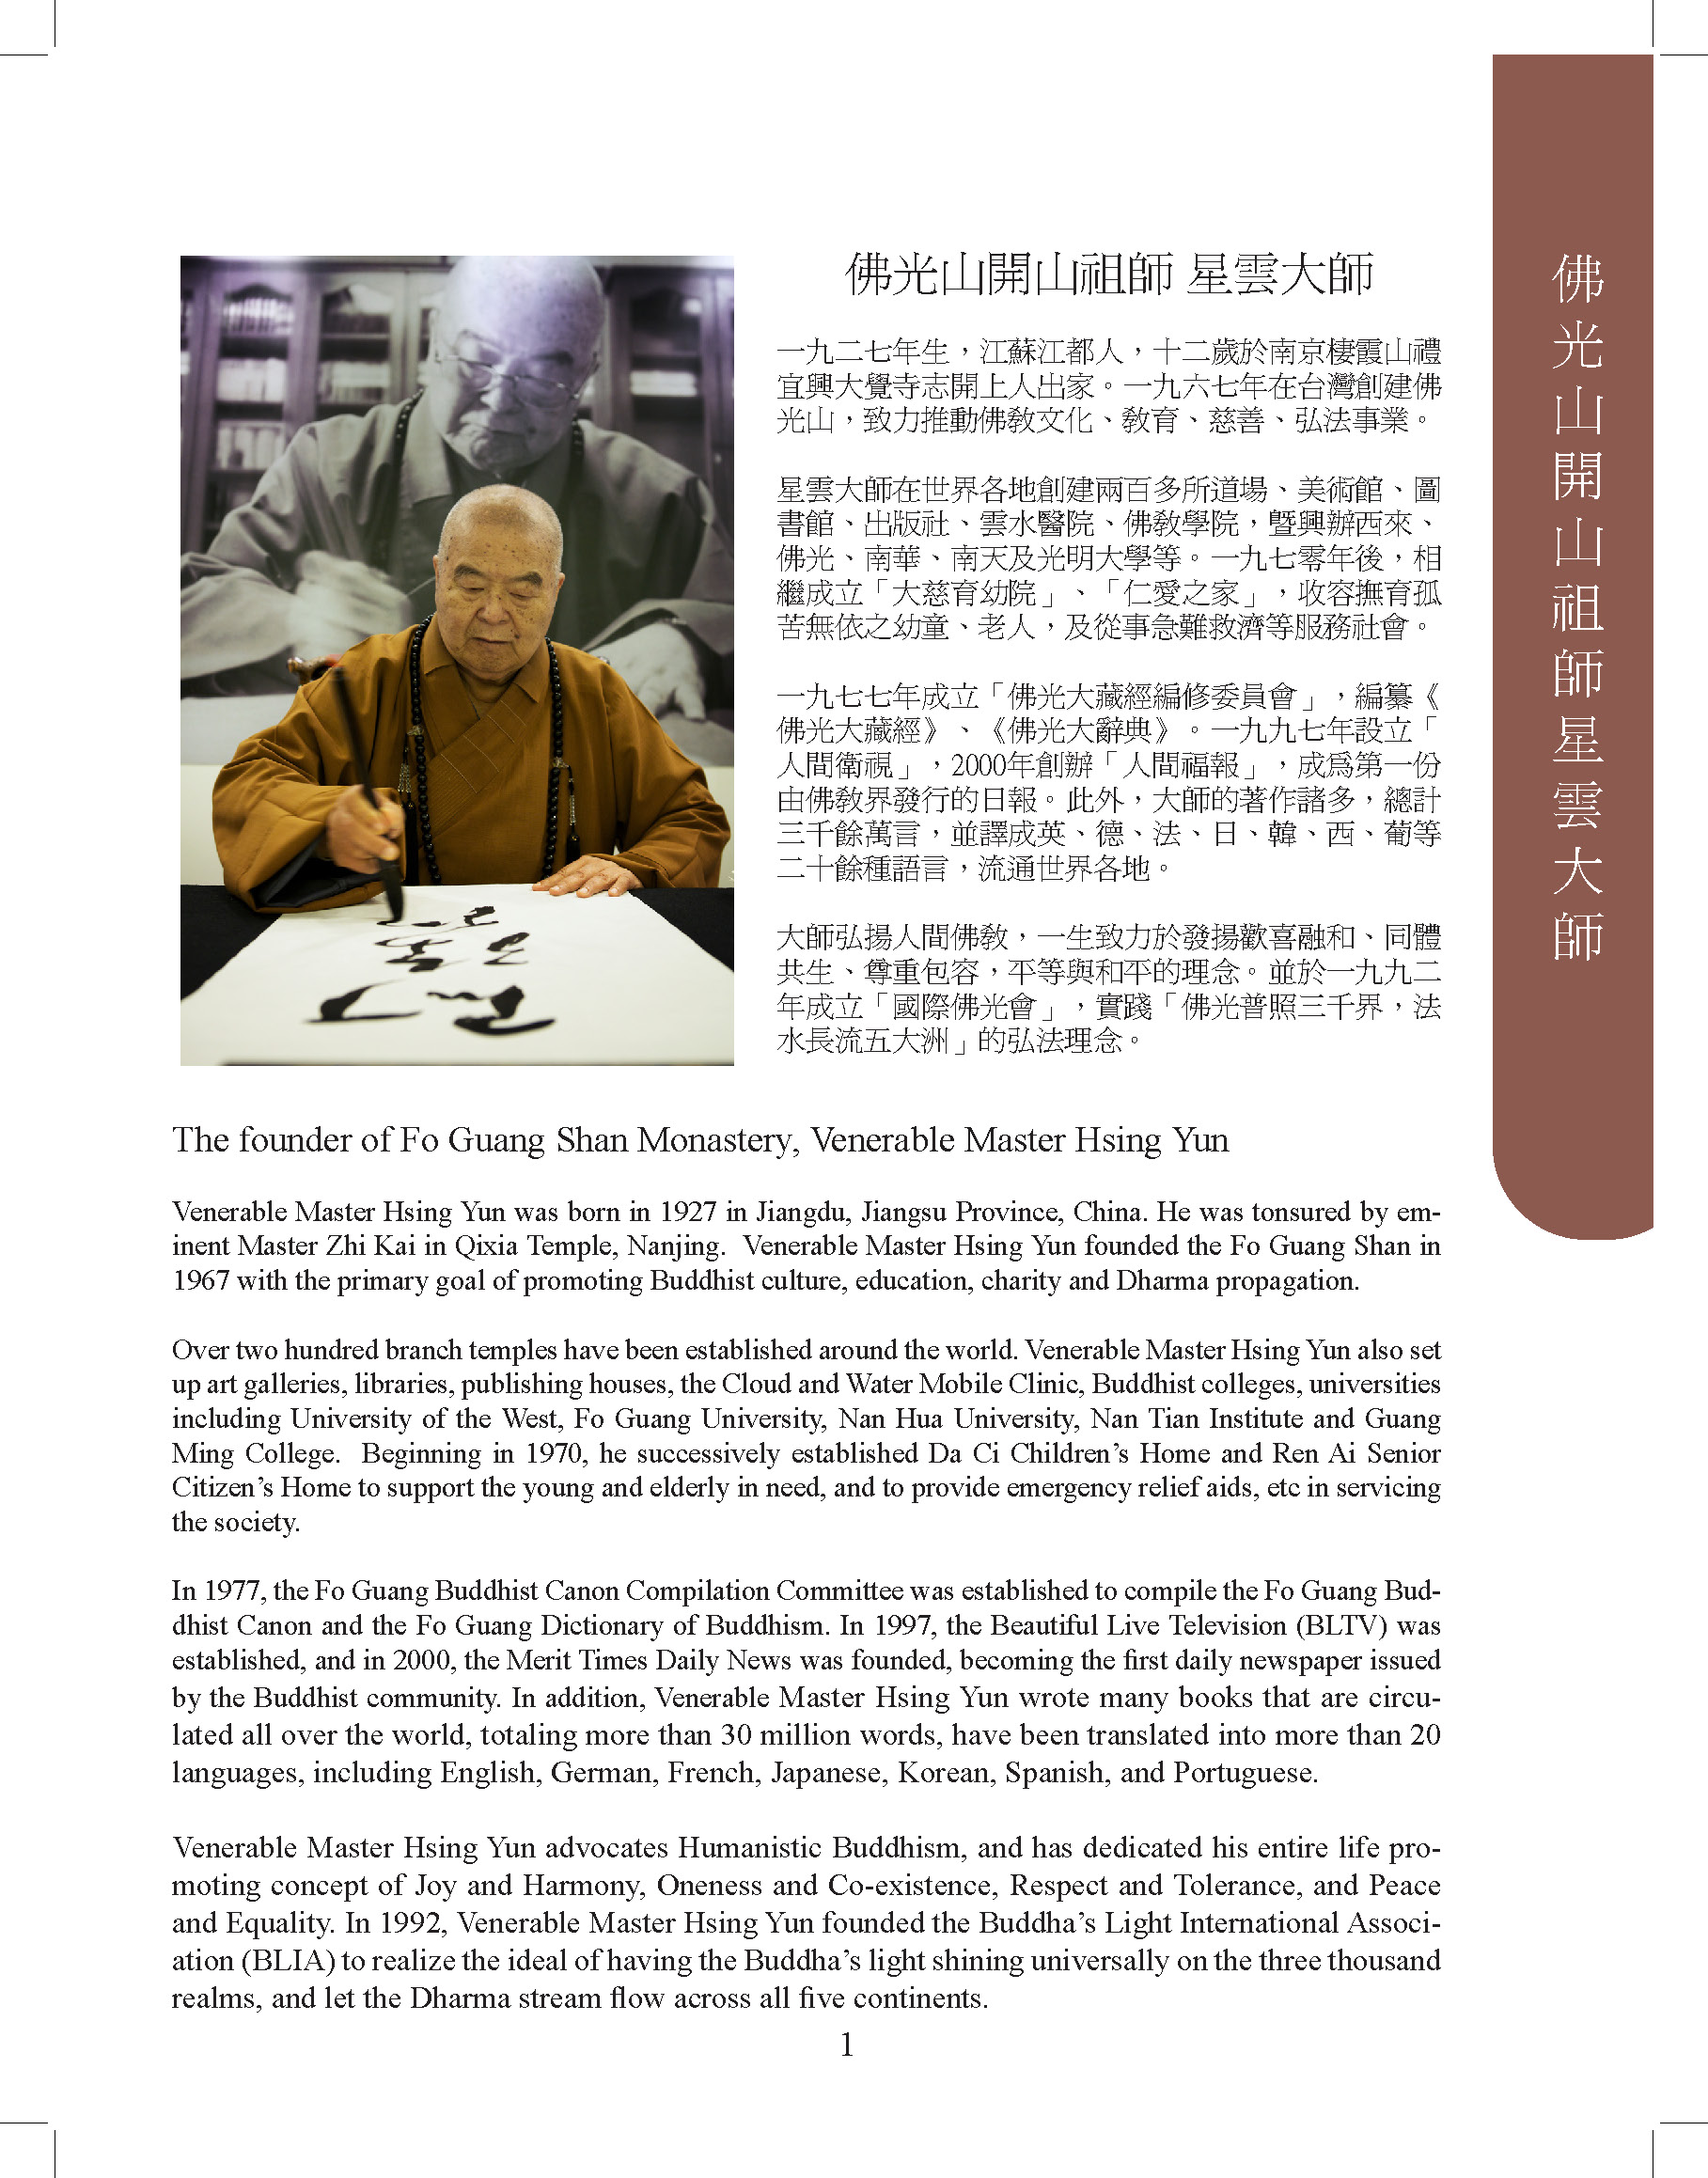 佛光山開山祖師 星雲大師
一九二七年生，江蘇江都人，十二歲於南京棲霞山禮
宜興大覺寺志開上人出家。一九六七年在台灣創建佛
光山，致力推動佛教文化、教育、慈善、弘法事業。
星雲大師在世界各地創建兩百多所道場、美術館、圖
書館、出版社、雲水醫院、佛教學院，暨興辦西來、
佛光、南華、南天及光明大學等。一九七零年後，相
繼成立「大慈育幼院」、「仁愛之家」，收容撫育孤
苦無依之幼童、老人，及從事急難救濟等服務社會。
一九七七年成立「佛光大藏經編修委員會」，編纂《
佛光大藏經》、《佛光大辭典》。一九九七年設立「
人間衛視」，2000年創辦「人間福報」，成為第一份
由佛教界發行的日報。此外，大師的著作諸多，總計
三千餘萬言，並譯成英、德、法、日、韓、西、葡等
二十餘種語言，流通世界各地。
大師弘揚人間佛教，一生致力於發揚歡喜融和、同體
共生、尊重包容，平等與和平的理念。並於一九九二
年成立「國際佛光會」，實踐「佛光普照三千界，法
水長流五大洲」的弘法理念。
佛光山開山祖師星雲大師
The founder of Fo Guang Shan Monastery, Venerable Master Hsing Yun
Venerable Master Hsing Yun was born in 1927 in Jiangdu, Jiangsu Province, China. He was tonsured by em-
inent Master Zhi Kai in Qixia Temple, Nanjing.  Venerable Master Hsing Yun founded the Fo Guang Shan in
1967 with the primary goal of promoting Buddhist culture, education, charity and Dharma propagation.
Over two hundred branch temples have been established around the world. Venerable Master Hsing Yun also set
up art galleries, libraries, publishing houses, the Cloud and Water Mobile Clinic, Buddhist colleges, universities
including University of the West, Fo Guang University, Nan Hua University, Nan Tian Institute and Guang
Ming College.  Beginning in 1970, he successively established Da Ci Children’s Home and Ren Ai Senior
Citizen’s Home to support the young and elderly in need, and to provide emergency relief aids, etc in servicing
the society.
In 1977, the Fo Guang Buddhist Canon Compilation Committee was established to compile the Fo Guang Bud-
dhist Canon and the Fo Guang Dictionary of Buddhism. In 1997, the Beautiful Live Television (BLTV) was
established, and in 2000, the Merit Times Daily News was founded, becoming the first daily newspaper issued
by the Buddhist community. In addition, Venerable Master Hsing Yun wrote many books that are circu-
lated all over the world, totaling more than 30 million words, have been translated into more than 20
languages, including English, German, French, Japanese, Korean, Spanish, and Portuguese.
Venerable Master Hsing Yun advocates Humanistic Buddhism, and has dedicated his entire life pro-
moting concept of Joy and Harmony, Oneness and Co-existence, Respect and Tolerance, and Peace
and Equality. In 1992, Venerable Master Hsing Yun founded the Buddha’s Light International Associ-
ation (BLIA) to realize the ideal of having the Buddha’s light shining universally on the three thousand
realms, and let the Dharma stream flow across all five continents.
1